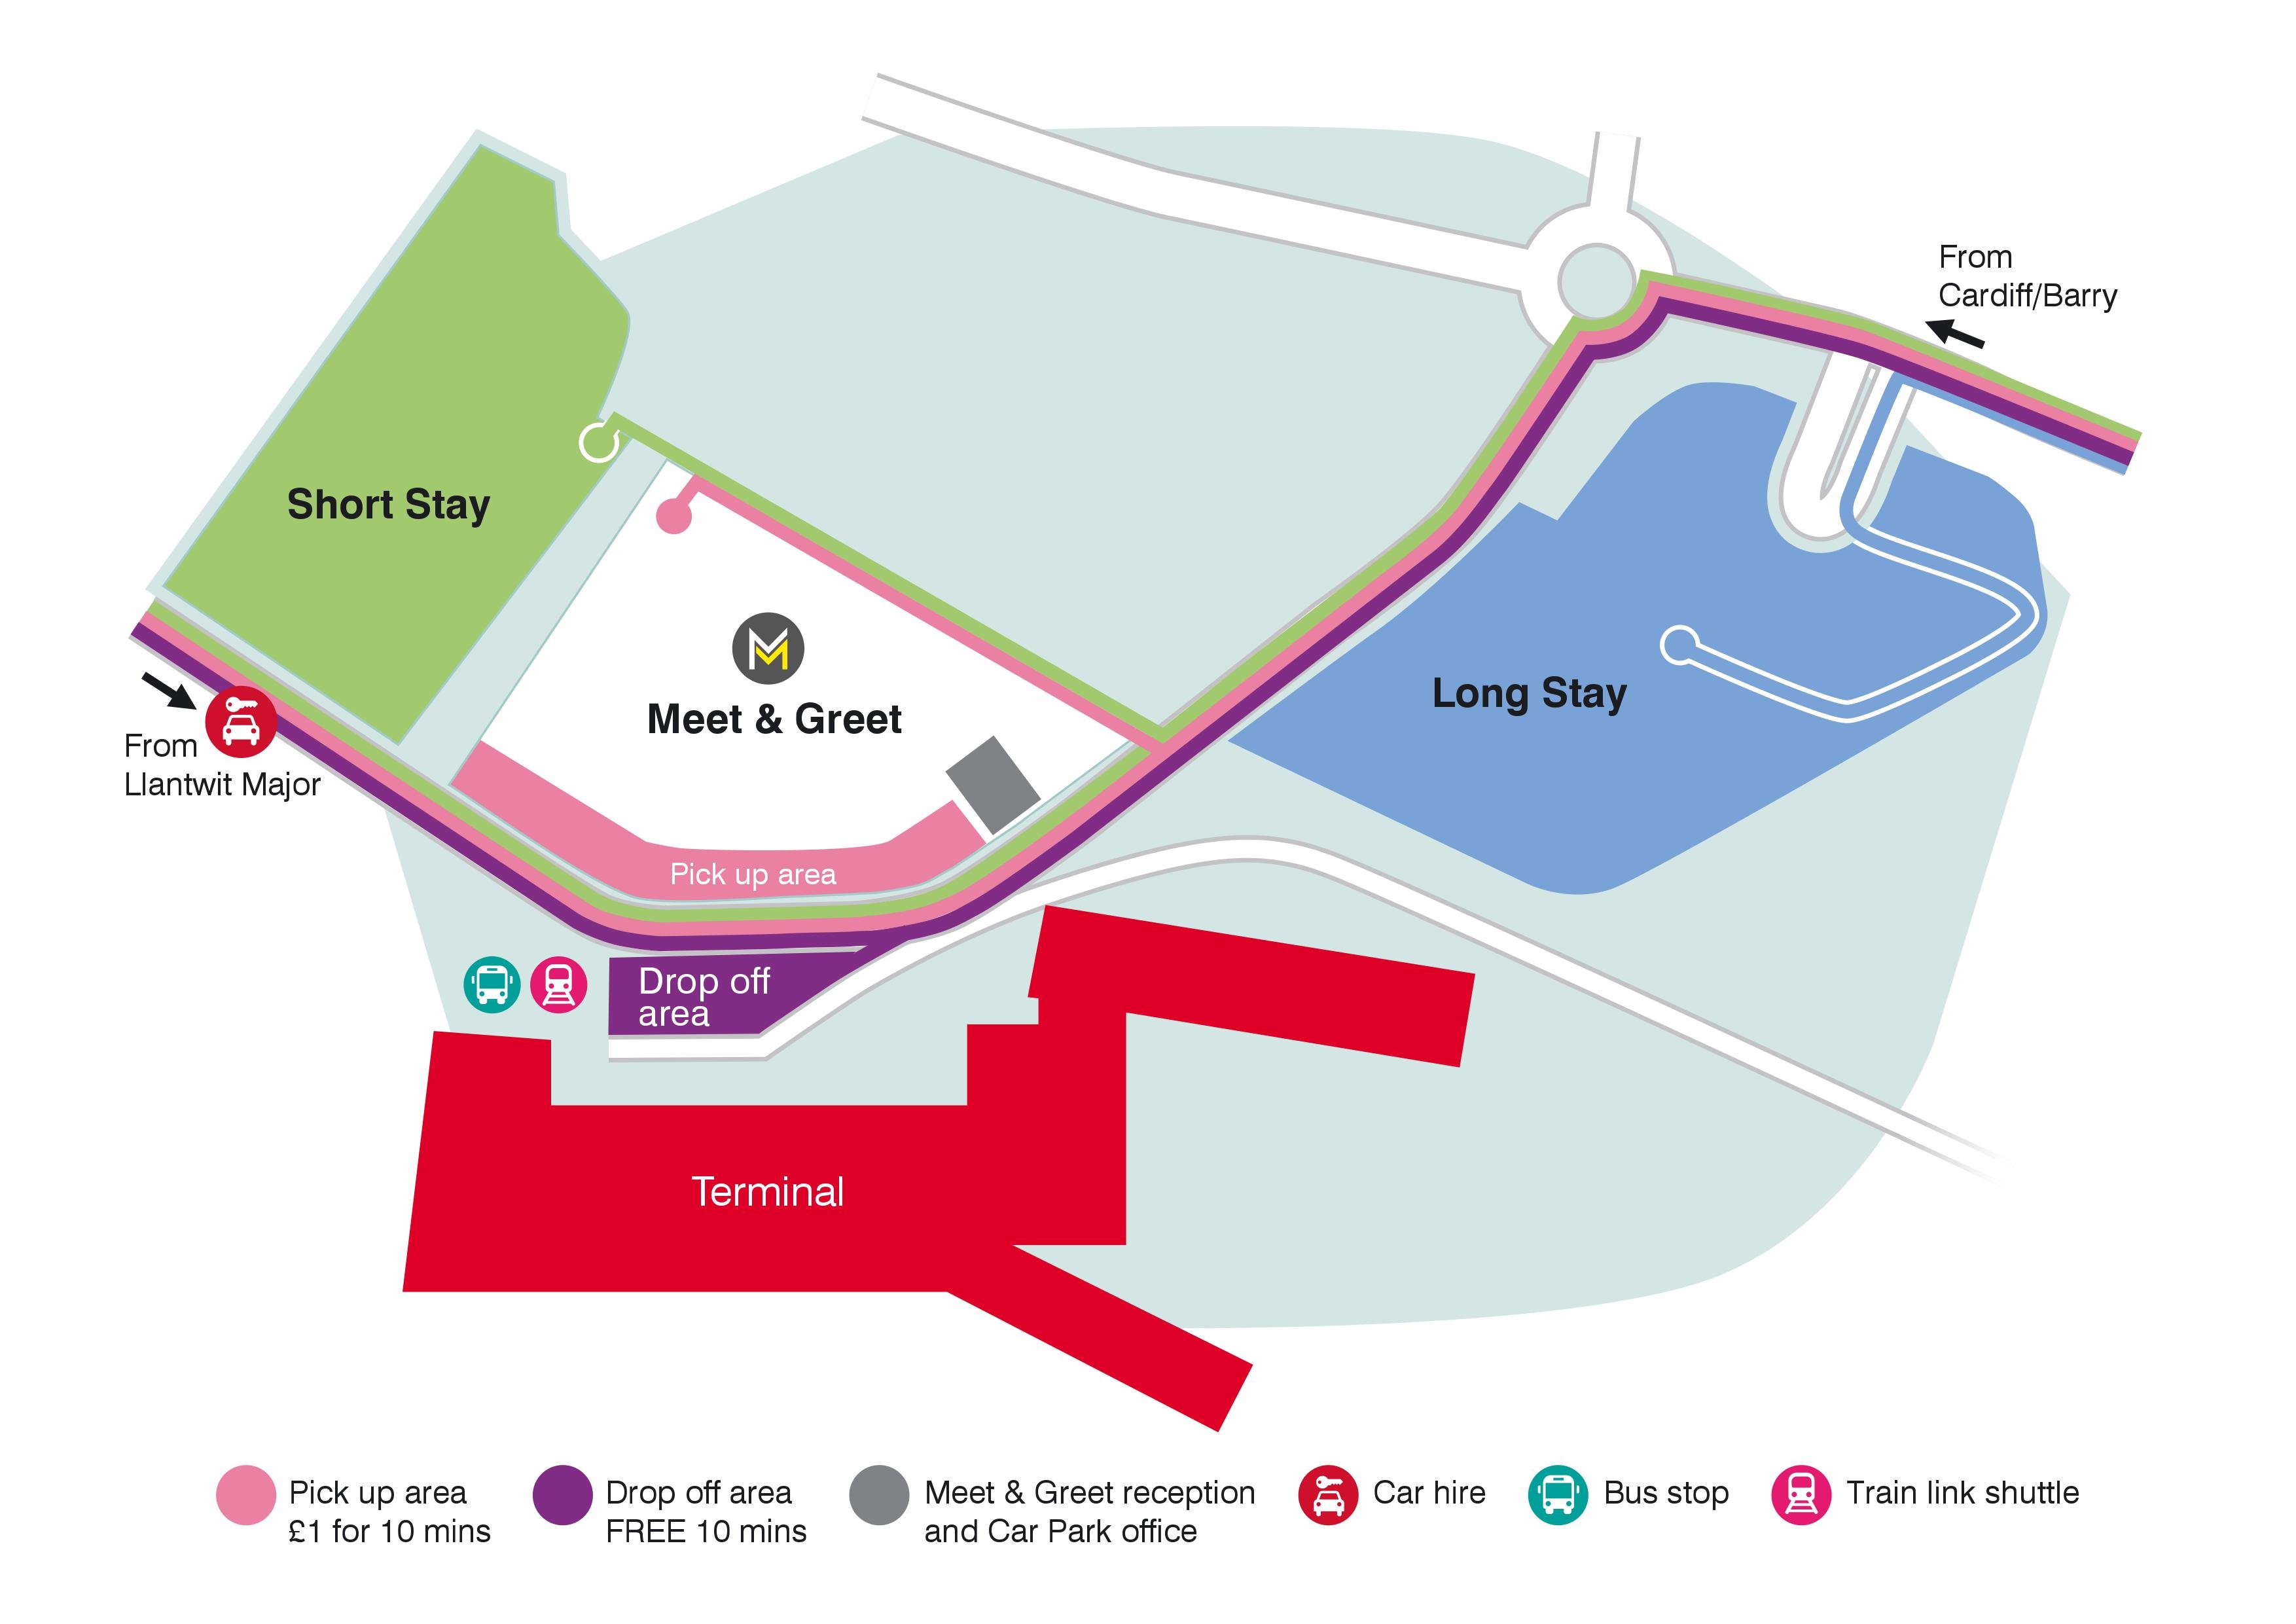 From
Cardiff/Barry
Short Stay
Meet & Greet
Long Stay
From
Llantwit Major
Pick up area
Drop off
area
Terminal
Pick up area
£1 for 10 mins
Drop off area
FREE 10 mins
Meet & Greet reception
and Car Park office
Car hire
Bus stop
Train link shuttle